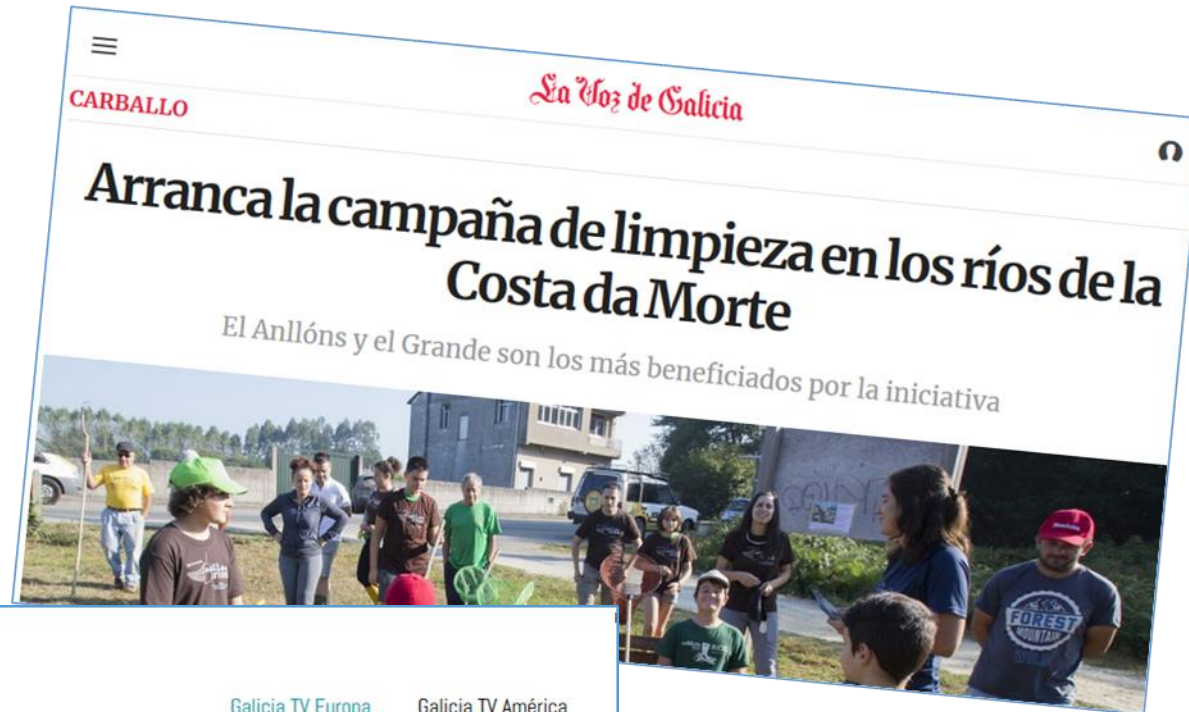 La Voz de Galicia
CARBALLO
Arranca la campaña de limpieza en los ríos de la
Costa da Morte
El Anllóns y el Grande son los más beneficiados por la iniciativa
FOREST
MOUNTAIN
Galicia TV Europa Galicia TV América